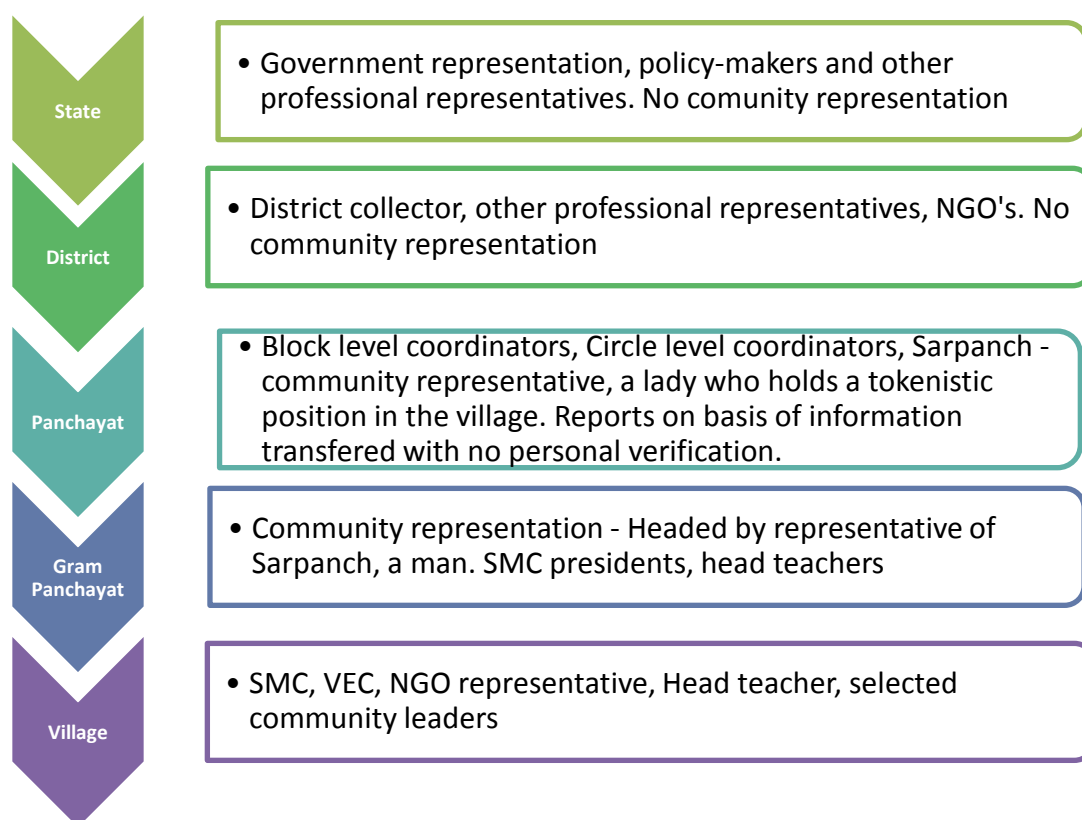 State
• Government representation, policy-makers and other
professional representatives. No comunity representation
District
• District collector, other professional representatives, NGO's. No
community representation
Panchayat
• Block level coordinators, Circle level coordinators, Sarpanch -
community representative, a lady who holds a tokenistic
position in the village. Reports on basis of information
transfered with no personal verification.
Gram
Panchayat
• Community representation - Headed by representative of
Sarpanch, a man. SMC presidents, head teachers
Village
• SMC, VEC, NGO representative, Head teacher, selected
community leaders